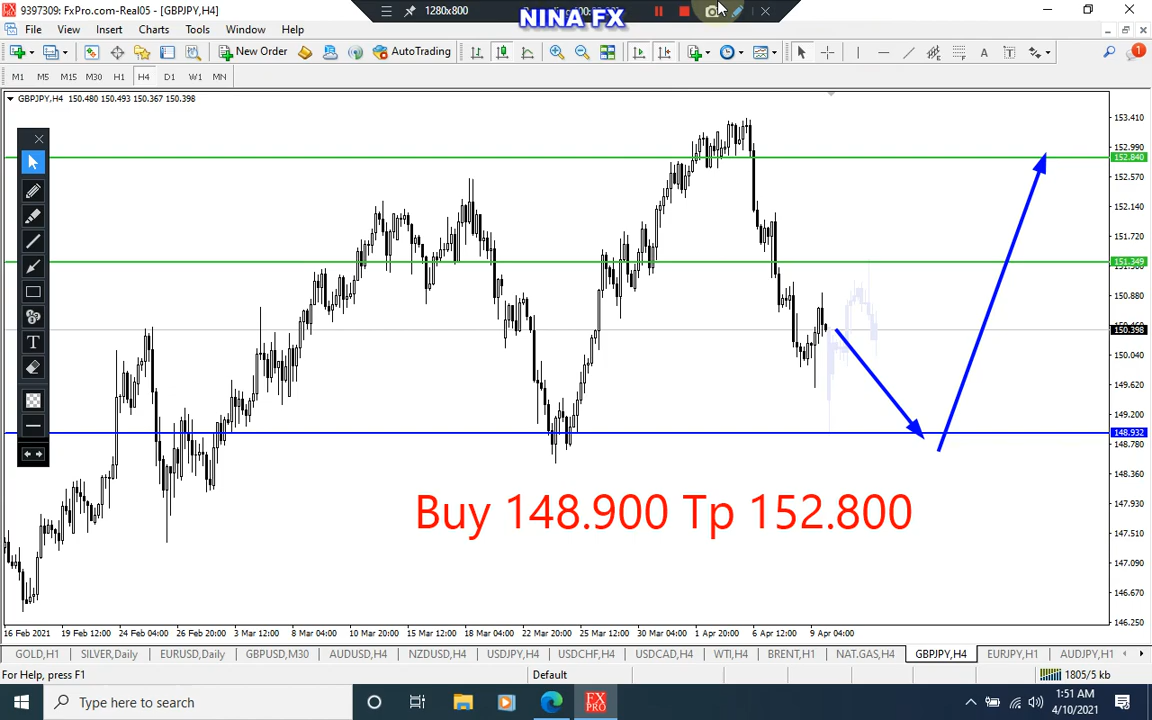 9397309: FxPro.com-Real05 - [GBPJPY,H4]
1280x800
NINA FX
File View Insert Charts Tools Window Help
New Order AutoTrading
M1 M5 M15 M30 H1 H4 D1 W1 MN
GBPJPY,H4 150.480 150.493 150.367 150.398
153.410
152.990
152.840
152.570
152.140
151.720
151.349
150.880
150.398
150.040
149.620
149.200
148.932
148.780
148.360
147.930
147.510
147.090
146.670
146.250
Buy 148.900 Tp 152.800
16 Feb 2021 19 Feb 12:00 24 Feb 04:00 26 Feb 20:00 3 Mar 12:00 8 Mar 04:00 10 Mar 20:00 15 Mar 12:00 18 Mar 04:00 22 Mar 20:00 25 Mar 12:00 30 Mar 04:00 1 Apr 20:00 6 Apr 12:00 9 Apr 04:00
GOLD,H1 SILVER,Daily EURUSD,Daily GBPUSD,M30 AUDUSD,H4 NZDUSD,H4 USDJPY,H4 USDCHF,H4 USDCAD,H4 WTI,H4 BRENT,H1 NAT.GAS,H4 GBPJPY,H4 EURJPY,H1 AUDJPY,H1
For Help, press F1 Default 1805/5 kb
Type here to search
FX PRO
1:51 AM
4/10/2021